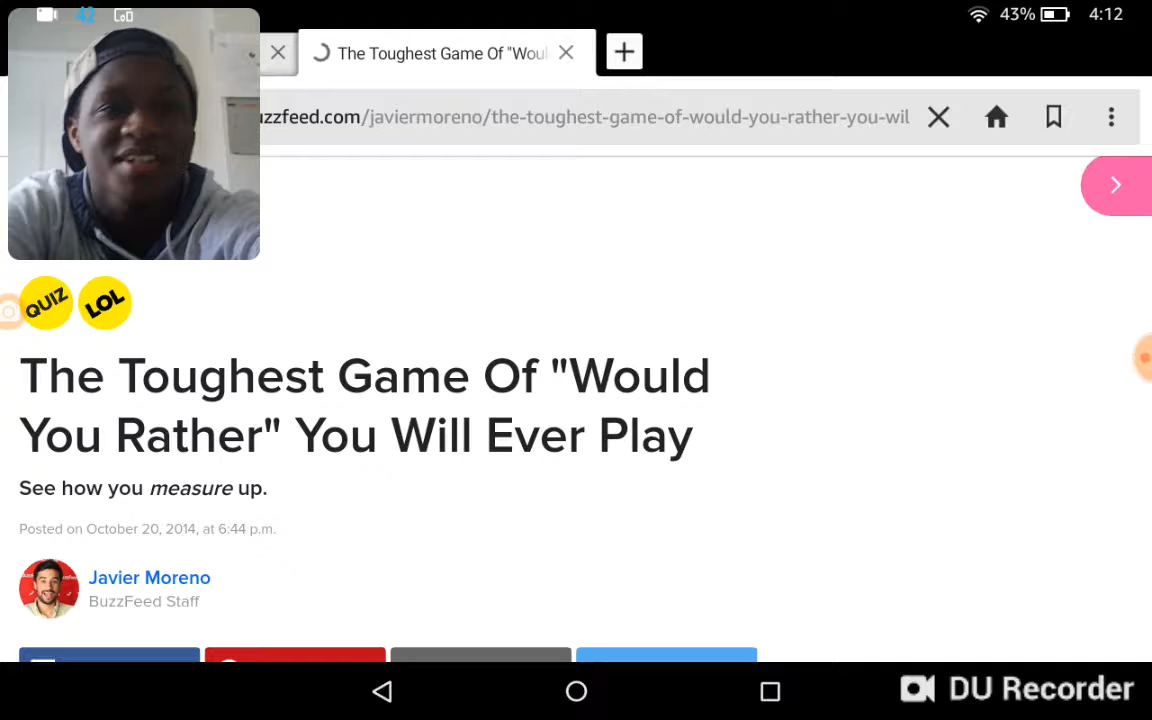 42
43%
4:12
The Toughest Game Of "Woul
uzzfeed.com/javiermoreno/the-toughest-game-of-would-you-rather-you-wil
QUIZ
LOL
The Toughest Game Of "Would
You Rather" You Will Ever Play
See how you measure up.
Posted on October 20, 2014, at 6:44 p.m.
Javier Moreno
BuzzFeed Staff
DU Recorder